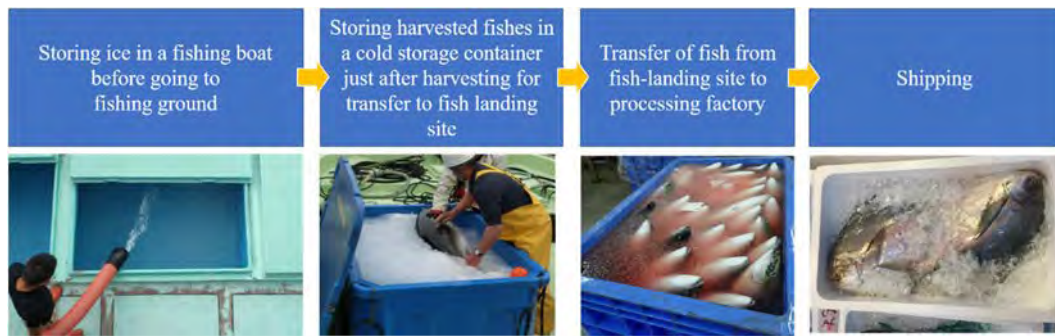 Storing ice in a fishing boat
before going to
fishing ground
Storing harvested fishes in
a cold storage container
just after harvesting for
transfer to fish landing
site
Transfer of fish from
fish-landing site to
processing factory
Shipping